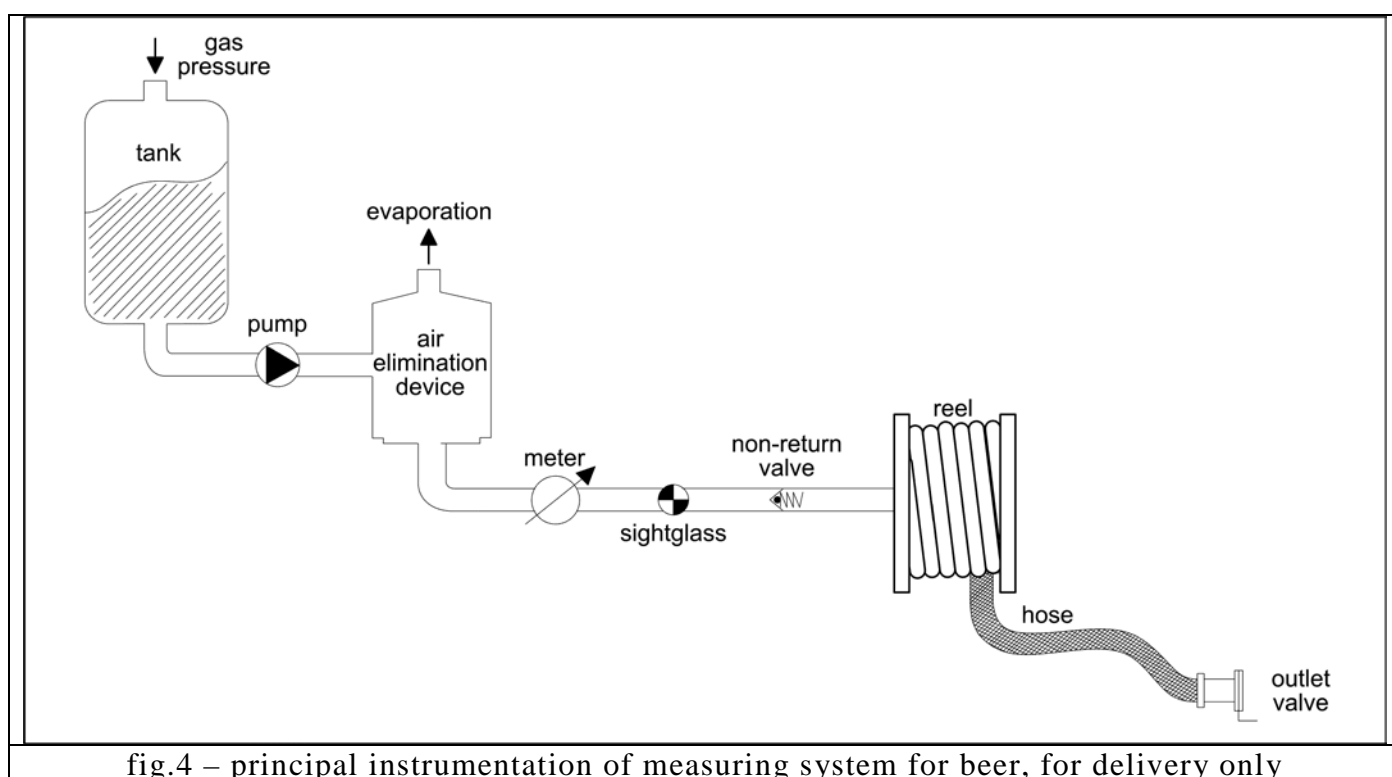 gas
pressure
tank
evaporation
pump
air
elimination
device
meter
sightglass
non-return
valve
reel
hose
outlet
valve
fig.4 – principal instrumentation of measuring system for beer, for delivery only